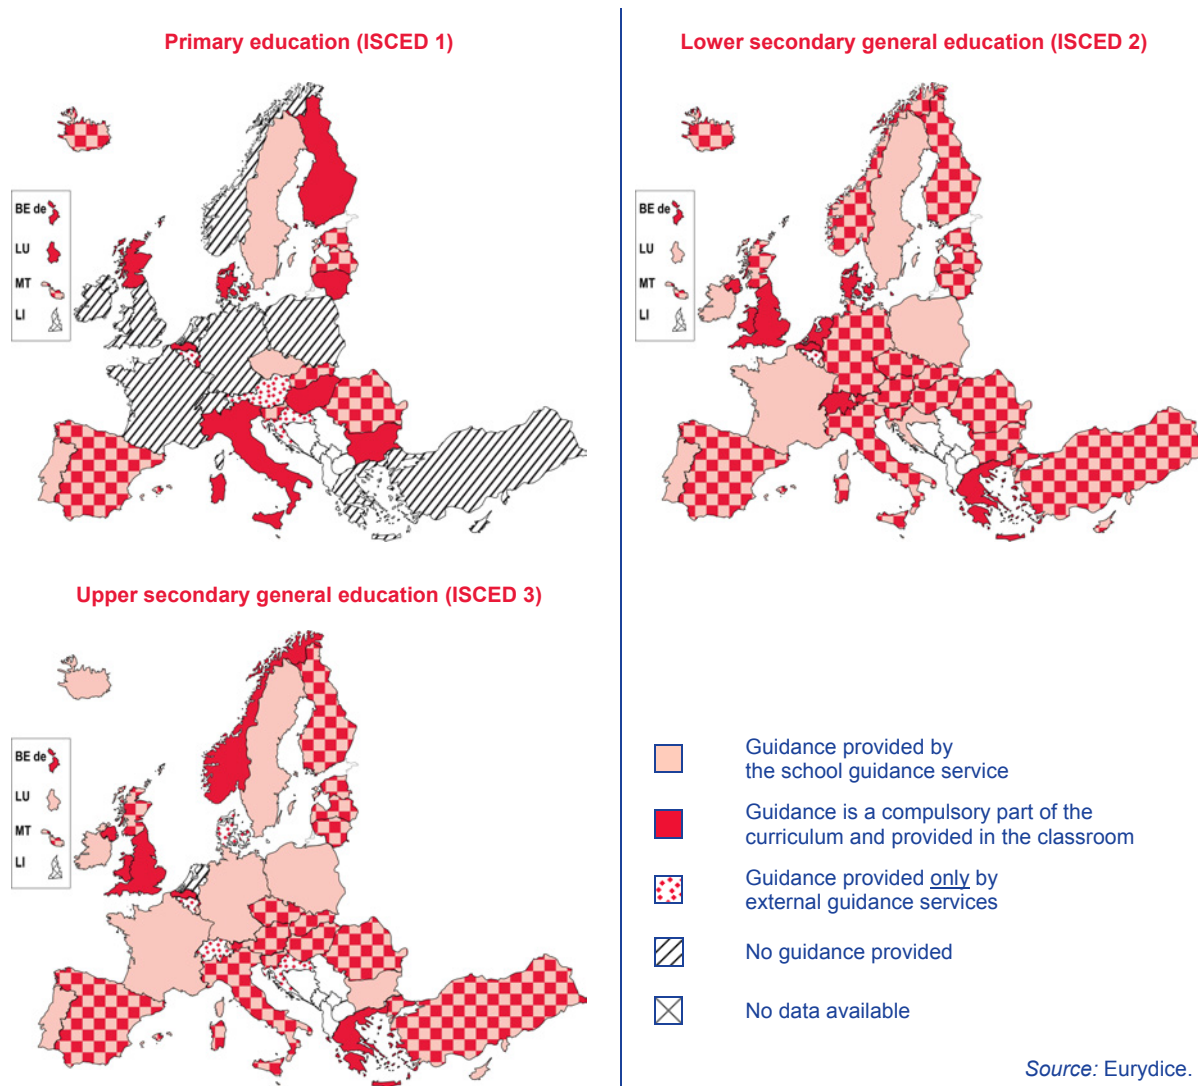 Primary education (ISCED 1)
Lower secondary general education (ISCED 2)
BE de
LU
MT
LI
BE de
LU
MT
LI
Upper secondary general education (ISCED 3)
BE de
LU
MT
LI
Guidance provided by
the school guidance service
Guidance is a compulsory part of the
curriculum and provided in the classroom
Guidance provided only by
external guidance services
No guidance provided
No data available
Source: Eurydice.